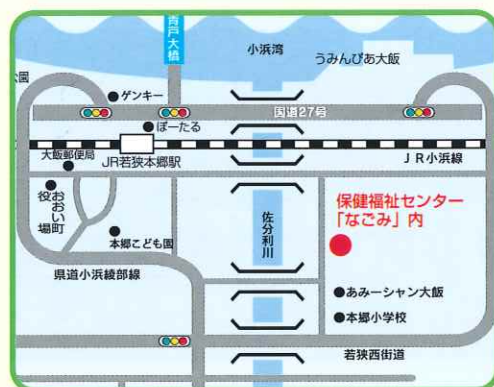 青戸大橋
小浜湾
うみんぴあ大飯
公園
ゲンキー
国道27号
ぽーたる
大飯郵便局
JR若狭本郷駅
JR小浜線
おおい町
役場
本郷こども園
佐分利川
保健福祉センター
「なごみ」内
県道小浜綾部線
あみーシャン大飯
本郷小学校
若狭西街道